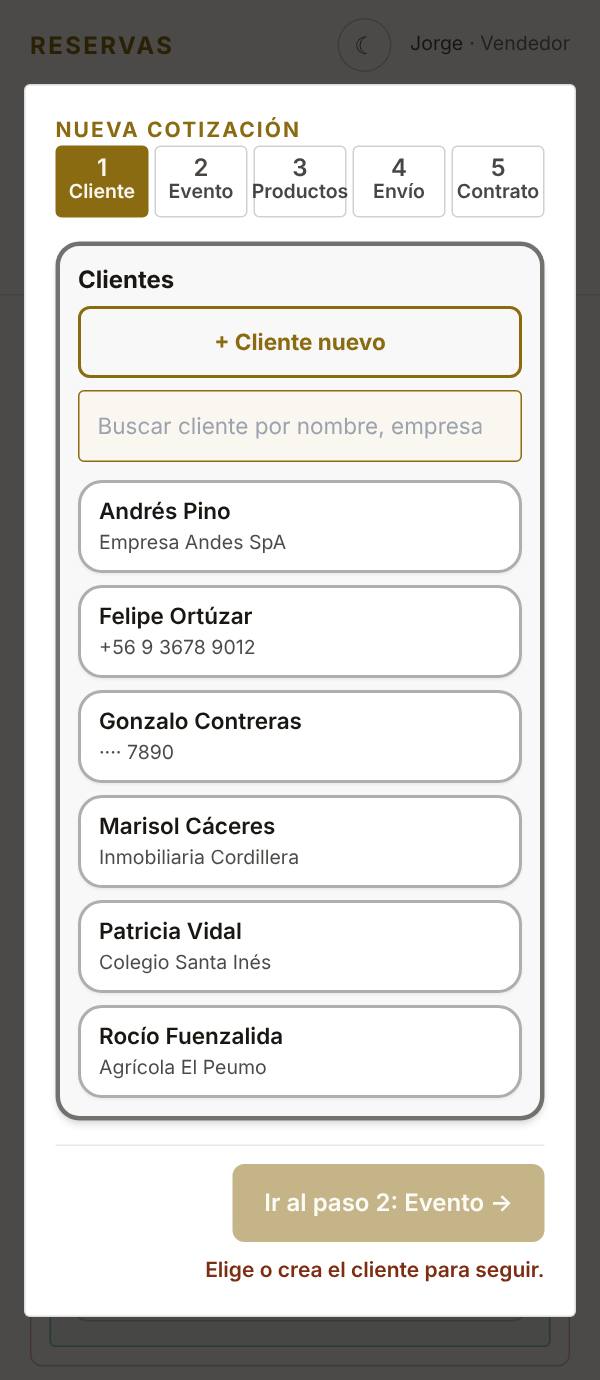 RESERVAS
☾ Jorge · Vendedor
NUEVA COTIZACIÓN
1 2 3 4 5
Cliente Evento Productos Envío Contrato
Clientes
+ Cliente nuevo
Buscar cliente por nombre, empresa
Andrés Pino
Empresa Andes SpA
Felipe Ortúzar
+56 9 3678 9012
Gonzalo Contreras
···· 7890
Marisol Cáceres
Inmobiliaria Cordillera
Patricia Vidal
Colegio Santa Inés
Rocío Fuenzalida
Agrícola El Peumo
Ir al paso 2: Evento →
Elige o crea el cliente para seguir.